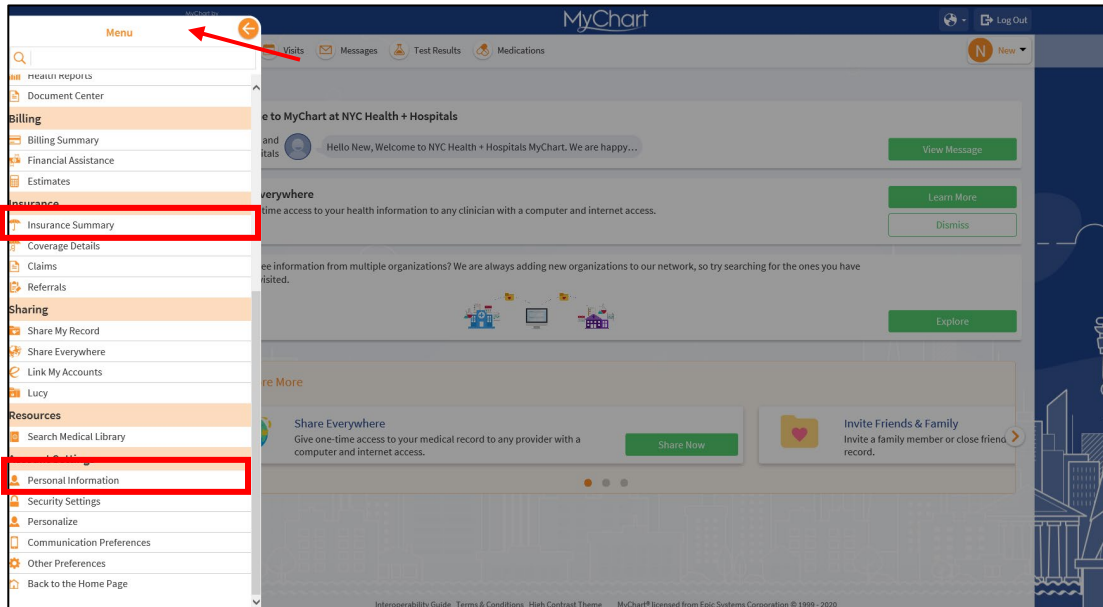 MyChart by
MyChart
Log Out
Menu
Visits
Messages
Test Results
Medications
N
New
Health Reports
Document Center
Billing
Billing Summary
Financial Assistance
Estimates
Insurance
Insurance Summary
Coverage Details
Claims
Referrals
Sharing
Share My Record
Share Everywhere
Link My Accounts
Lucy
Resources
Search Medical Library
Personal Information
Security Settings
Personalize
Communication Preferences
Other Preferences
Back to the Home Page
e to MyChart at NYC Health + Hospitals
and
itals
Hello New, Welcome to NYC Health + Hospitals MyChart. We are happy...
View Message
verywhere
time access to your health information to any clinician with a computer and internet access.
Learn More
Dismiss
ee information from multiple organizations? We are always adding new organizations to our network, so try searching for the ones you have
visited.
Explore
re More
Share Everywhere
Give one-time access to your medical record to any provider with a
computer and internet access.
Share Now
Invite Friends & Family
Invite a family member or close friend
record.
Interoperability Guide Terms & Conditions High Contrast Theme MyChart® licensed from Epic Systems Corporation © 1999 - 2020